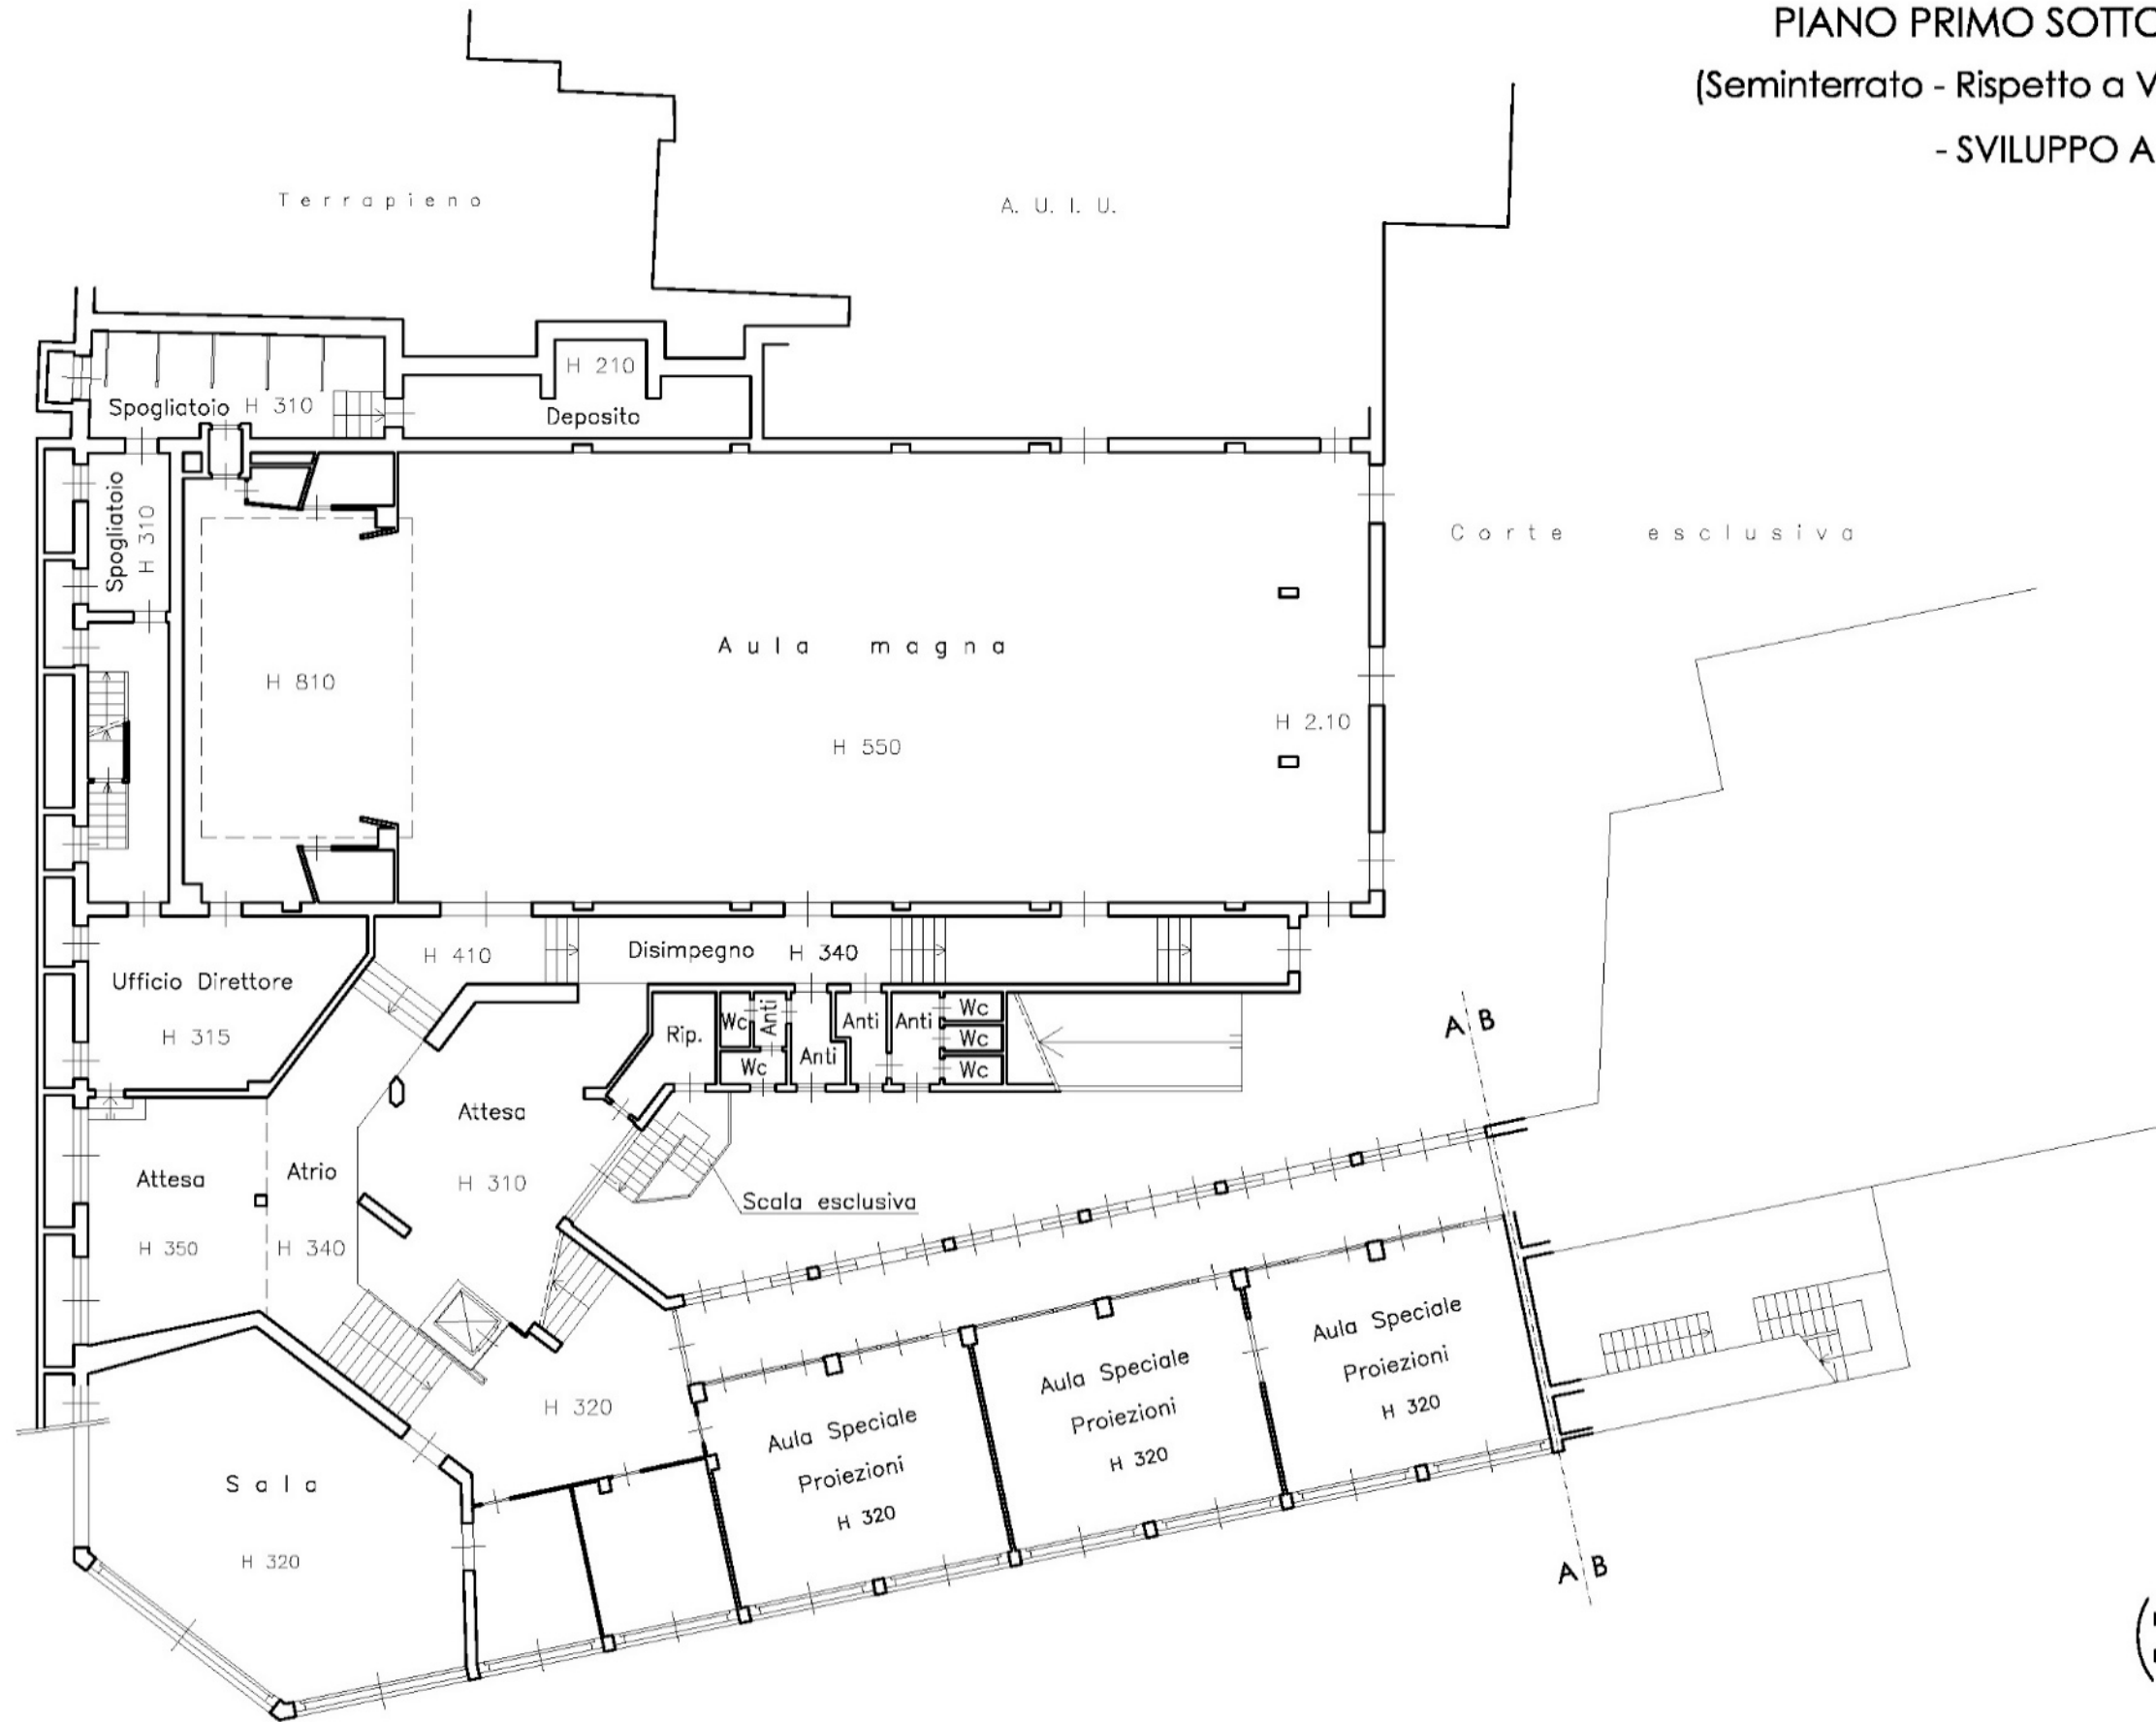 PIANO PRIMO SOTTO
(Seminterrato - Rispetto a V
- SVILUPPO A
Terrapieno
A. U. I. U.
H 210
Spogliatoio H 310
Deposito
Spogliatoio
H 310
Corte esclusiva
Aula magna
H 810
H 2.10
H 550
H 410
Disimpegno H 340
Ufficio Direttore
H 315
Rip.
Wc
Anti
Wc
Anti
Anti
Anti
Wc
Wc
Wc
A B
Attesa
H 310
Attesa
H 350
Atrio
H 340
Scala esclusiva
Aula Speciale
Proiezioni
H 320
Aula Speciale
Proiezioni
H 320
Aula Speciale
Proiezioni
H 320
H 320
Sala
H 320
A B